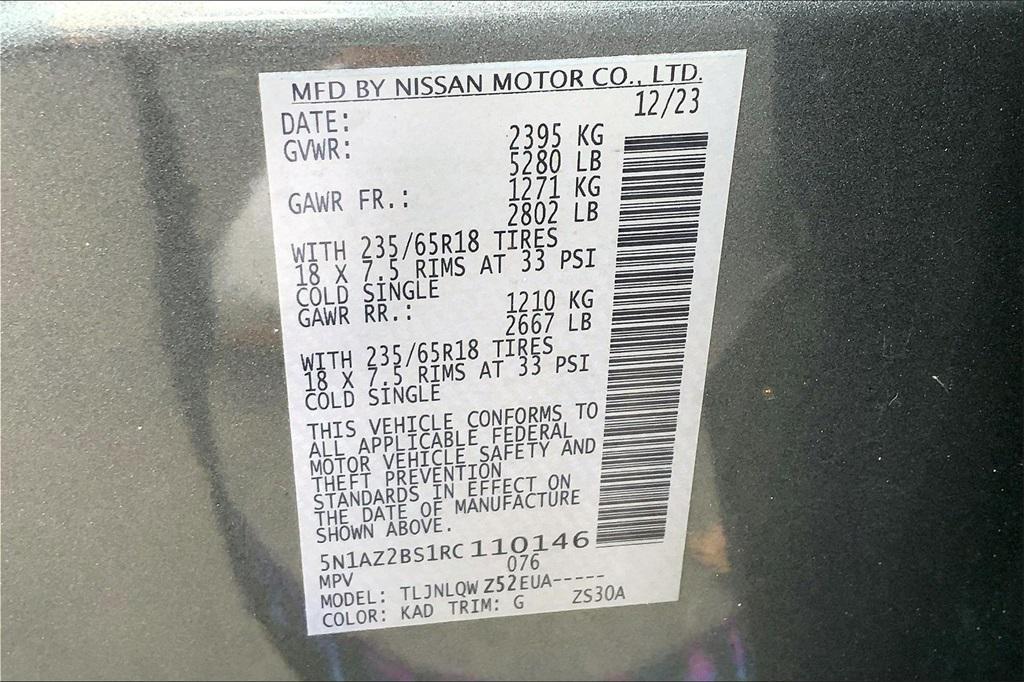 MFD BY NISSAN MOTOR CO., LTD.
DATE: 12/23
GVWR: 2395 KG
5280 LB
GAWR FR.: 1271 KG
2802 LB
WITH 235/65R18 TIRES
18 X 7.5 RIMS AT 33 PSI
COLD SINGLE
GAWR RR.: 1210 KG
2667 LB
WITH 235/65R18 TIRES
18 X 7.5 RIMS AT 33 PSI
COLD SINGLE
THIS VEHICLE CONFORMS TO
ALL APPLICABLE FEDERAL
MOTOR VEHICLE SAFETY AND
THEFT PREVENTION
STANDARDS IN EFFECT ON
THE DATE OF MANUFACTURE
SHOWN ABOVE.
5N1AZ2BS1RC110146
MPV 076
MODEL: TLJNLQWZ52EUA-----
COLOR: KAD TRIM: G ZS30A